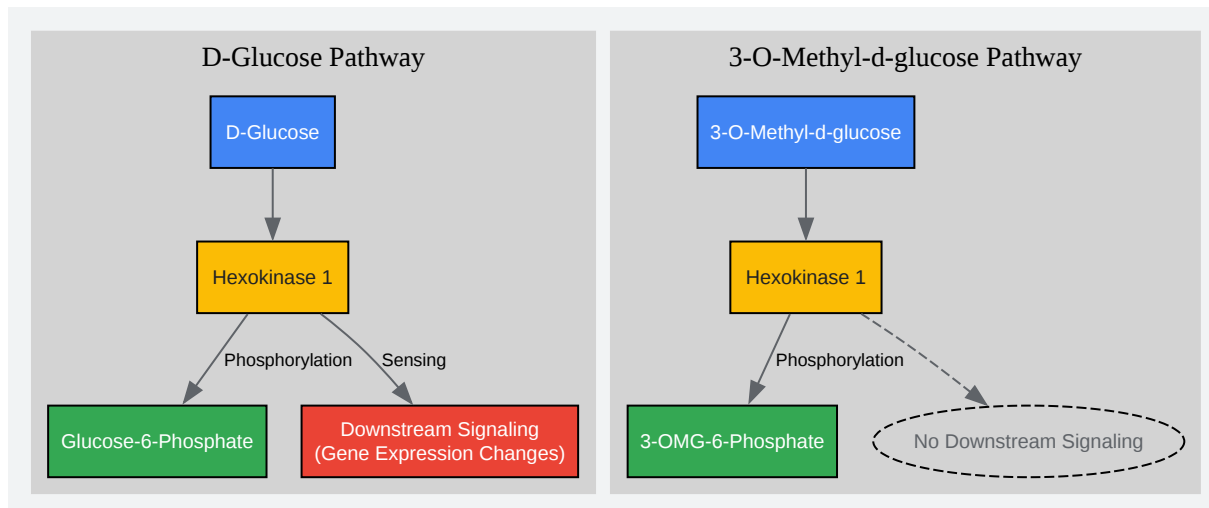 D-Glucose Pathway
D-Glucose
Hexokinase 1
Phosphorylation
Sensing
Glucose-6-Phosphate
Downstream Signaling
(Gene Expression Changes)
3-O-Methyl-d-glucose Pathway
3-O-Methyl-d-glucose
Hexokinase 1
Phosphorylation
3-OMG-6-Phosphate
No Downstream Signaling